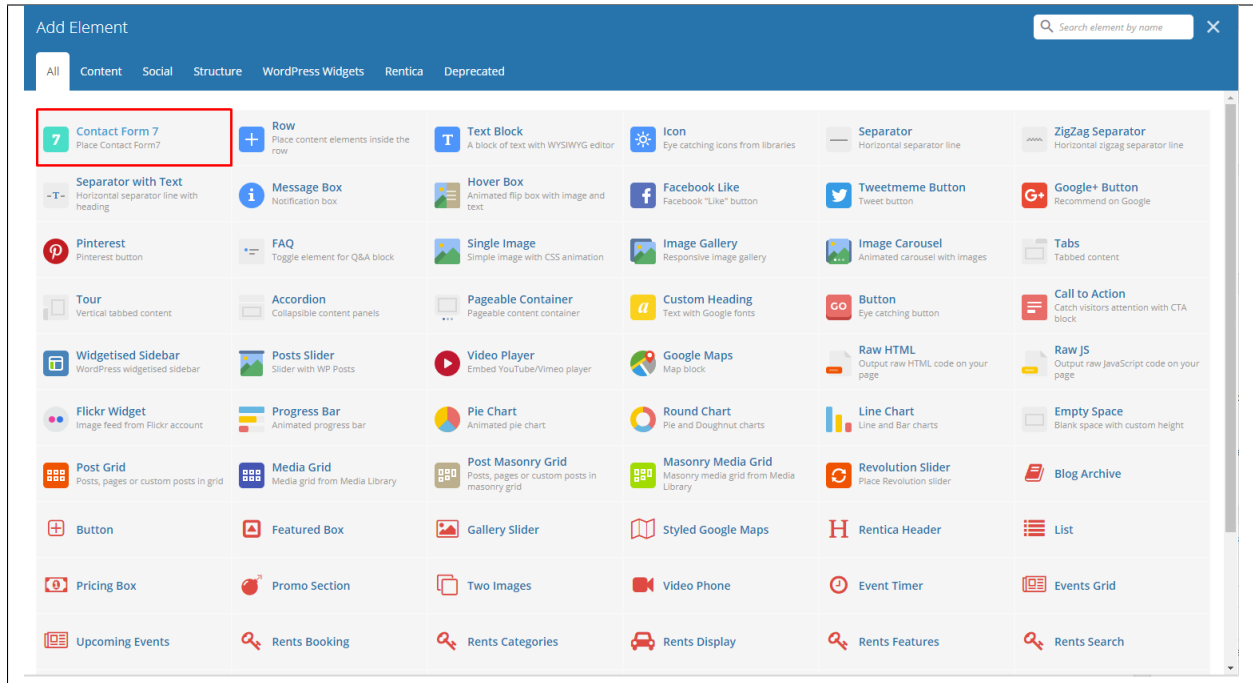 Add Element
Search element by name
All Content Social Structure WordPress Widgets Rentica Deprecated
7 Contact Form 7
Place Contact Form7
Row
Place content elements inside the
row
T Text Block
A block of text with WYSIWYG editor
Icon
Eye catching icons from libraries
Separator
Horizontal separator line
ZigZag Separator
Horizontal zigzag separator line
-T- Separator with Text
Horizontal separator line with
heading
i Message Box
Notification box
Hover Box
Animated flip box with image and
text
f Facebook Like
Facebook "Like" button
Tweetmeme Button
Tweet button
G+ Google+ Button
Recommend on Google
Pinterest
Pinterest button
FAQ
Toggle element for Q&A block
Single Image
Simple image with CSS animation
Image Gallery
Responsive image gallery
Image Carousel
Animated carousel with images
Tabs
Tabbed content
Tour
Vertical tabbed content
Accordion
Collapsible content panels
Pageable Container
Pageable content container
a Custom Heading
Text with Google fonts
GO Button
Eye catching button
Call to Action
Catch visitors attention with CTA
block
Widgetised Sidebar
WordPress widgetised sidebar
Posts Slider
Slider with WP Posts
Video Player
Embed YouTube/Vimeo player
Google Maps
Map block
Raw HTML
Output raw HTML code on your
page
Raw JS
Output raw JavaScript code on your
page
Flickr Widget
Image feed from Flickr account
Progress Bar
Animated progress bar
Pie Chart
Animated pie chart
Round Chart
Pie and Doughnut charts
Line Chart
Line and Bar charts
Empty Space
Blank space with custom height
Post Grid
Posts, pages or custom posts in grid
Media Grid
Media grid from Media Library
Post Masonry Grid
Posts, pages or custom posts in
masonry grid
Masonry Media Grid
Masonry media grid from Media
Library
Revolution Slider
Place Revolution slider
Blog Archive
Button
Featured Box
Gallery Slider
Styled Google Maps
H Rentica Header
List
Pricing Box
Promo Section
Two Images
Video Phone
Event Timer
Events Grid
Upcoming Events
Rents Booking
Rents Categories
Rents Display
Rents Features
Rents Search